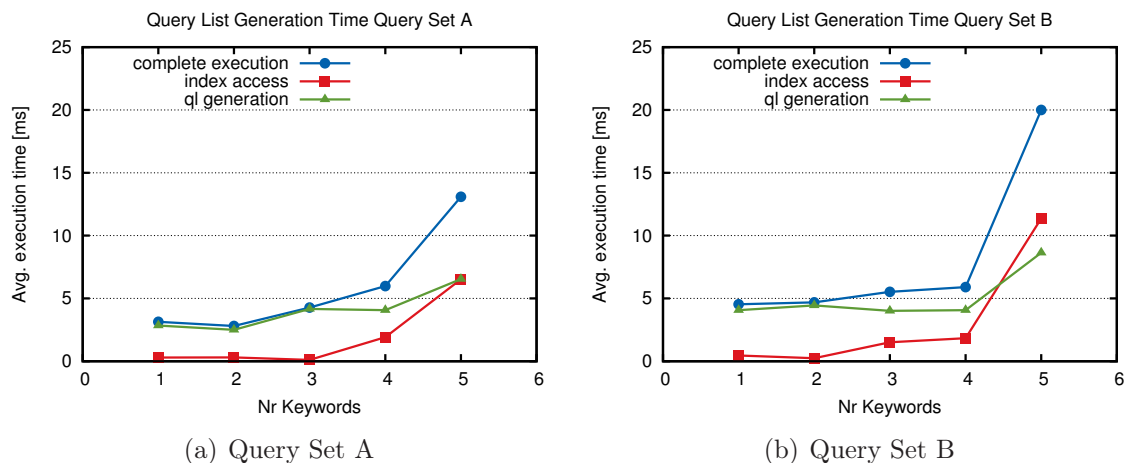 Query List Generation Time Query Set A
25
20
15
10
5
0
Avg. execution time [ms]
complete execution
index access
ql generation
0 1 2 3 4 5 6
Nr Keywords
(a) Query Set A
Query List Generation Time Query Set B
25
20
15
10
5
0
Avg. execution time [ms]
complete execution
index access
ql generation
0 1 2 3 4 5 6
Nr Keywords
(b) Query Set B